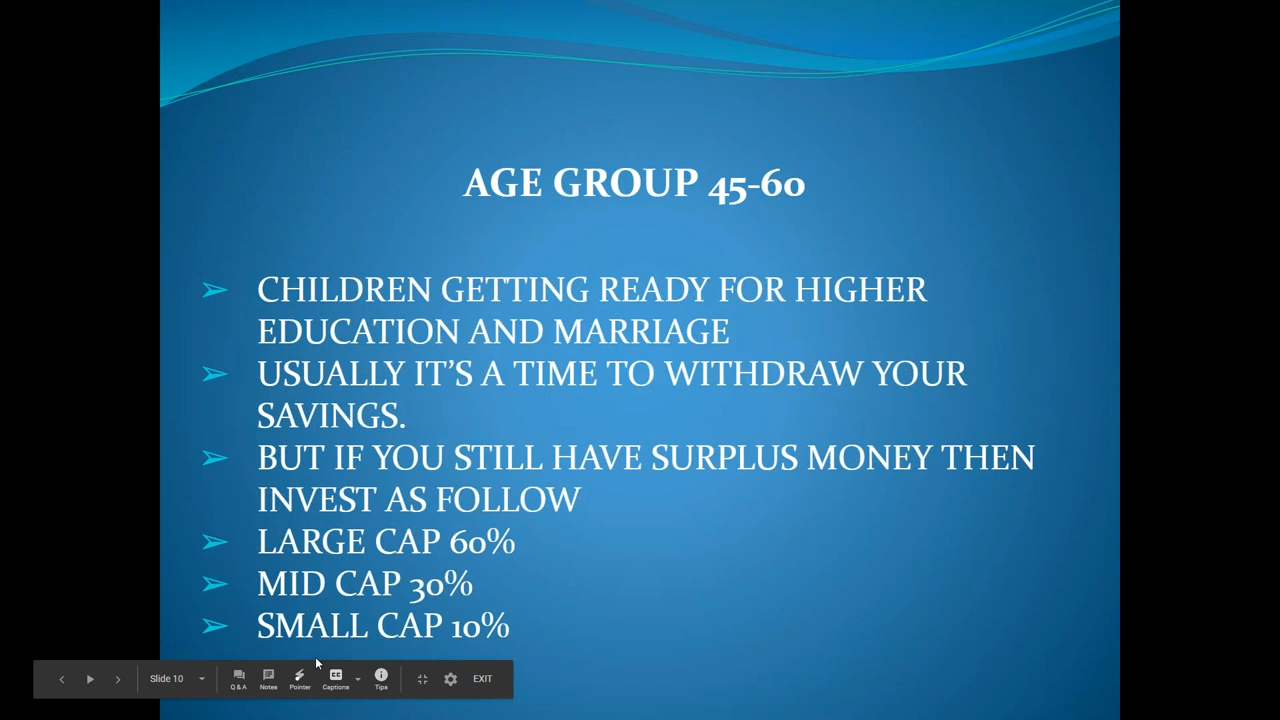 AGE GROUP 45-60
➢ CHILDREN GETTING READY FOR HIGHER
EDUCATION AND MARRIAGE
➢ USUALLY IT'S A TIME TO WITHDRAW YOUR
SAVINGS.
➢ BUT IF YOU STILL HAVE SURPLUS MONEY THEN
INVEST AS FOLLOW
➢ LARGE CAP 60%
➢ MID CAP 30%
➢ SMALL CAP 10%
Slide 10 Q & A Notes Pointer CC Captions Tips EXIT